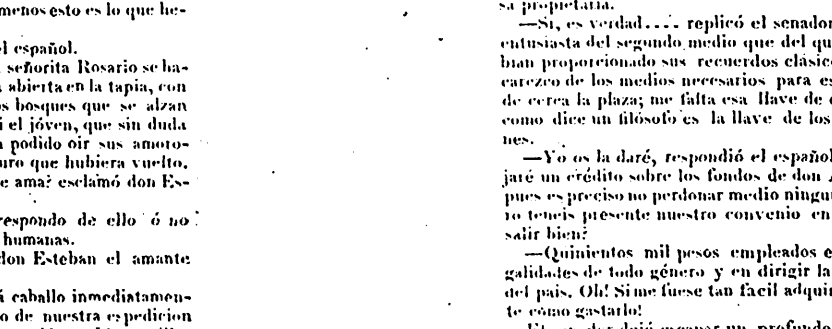 menos esto es lo que he-
el español.
señorita Rosario se ha-
abierta en la tapia, con
os bosques que se alzan
i el jóven, que sin duda
podido oir sus amoro-
uro que hubiera vuelto.
e ama? esclamó don Es-
respondo de ello ó no
humanas.
don Esteban el amante
á caballo inmediatamen-
o de nuestra espedicion
sa propietaria.
—Si, es verdad.... replicó el senador
entusiasta del segundo medio que del qu
bian proporcionado sus recuerdos clásic
carezco de los medios necesarios para es
de cerca la plaza; me falta esa llave de
como dice un filósofo es la llave de los
nes.
—Yo os la daré, respondió el español
jaré un crédito sobre los fondos de don
pues es preciso no perdonar medio ningu
ro teneis presente nuestro convenio en
salir bien?
—Quinientos mil pesos empleados e
galidades de todo género y en dirigir la
del pais. Oh! Si me fuese tan facil adquir
te como gastarlo!
profundo